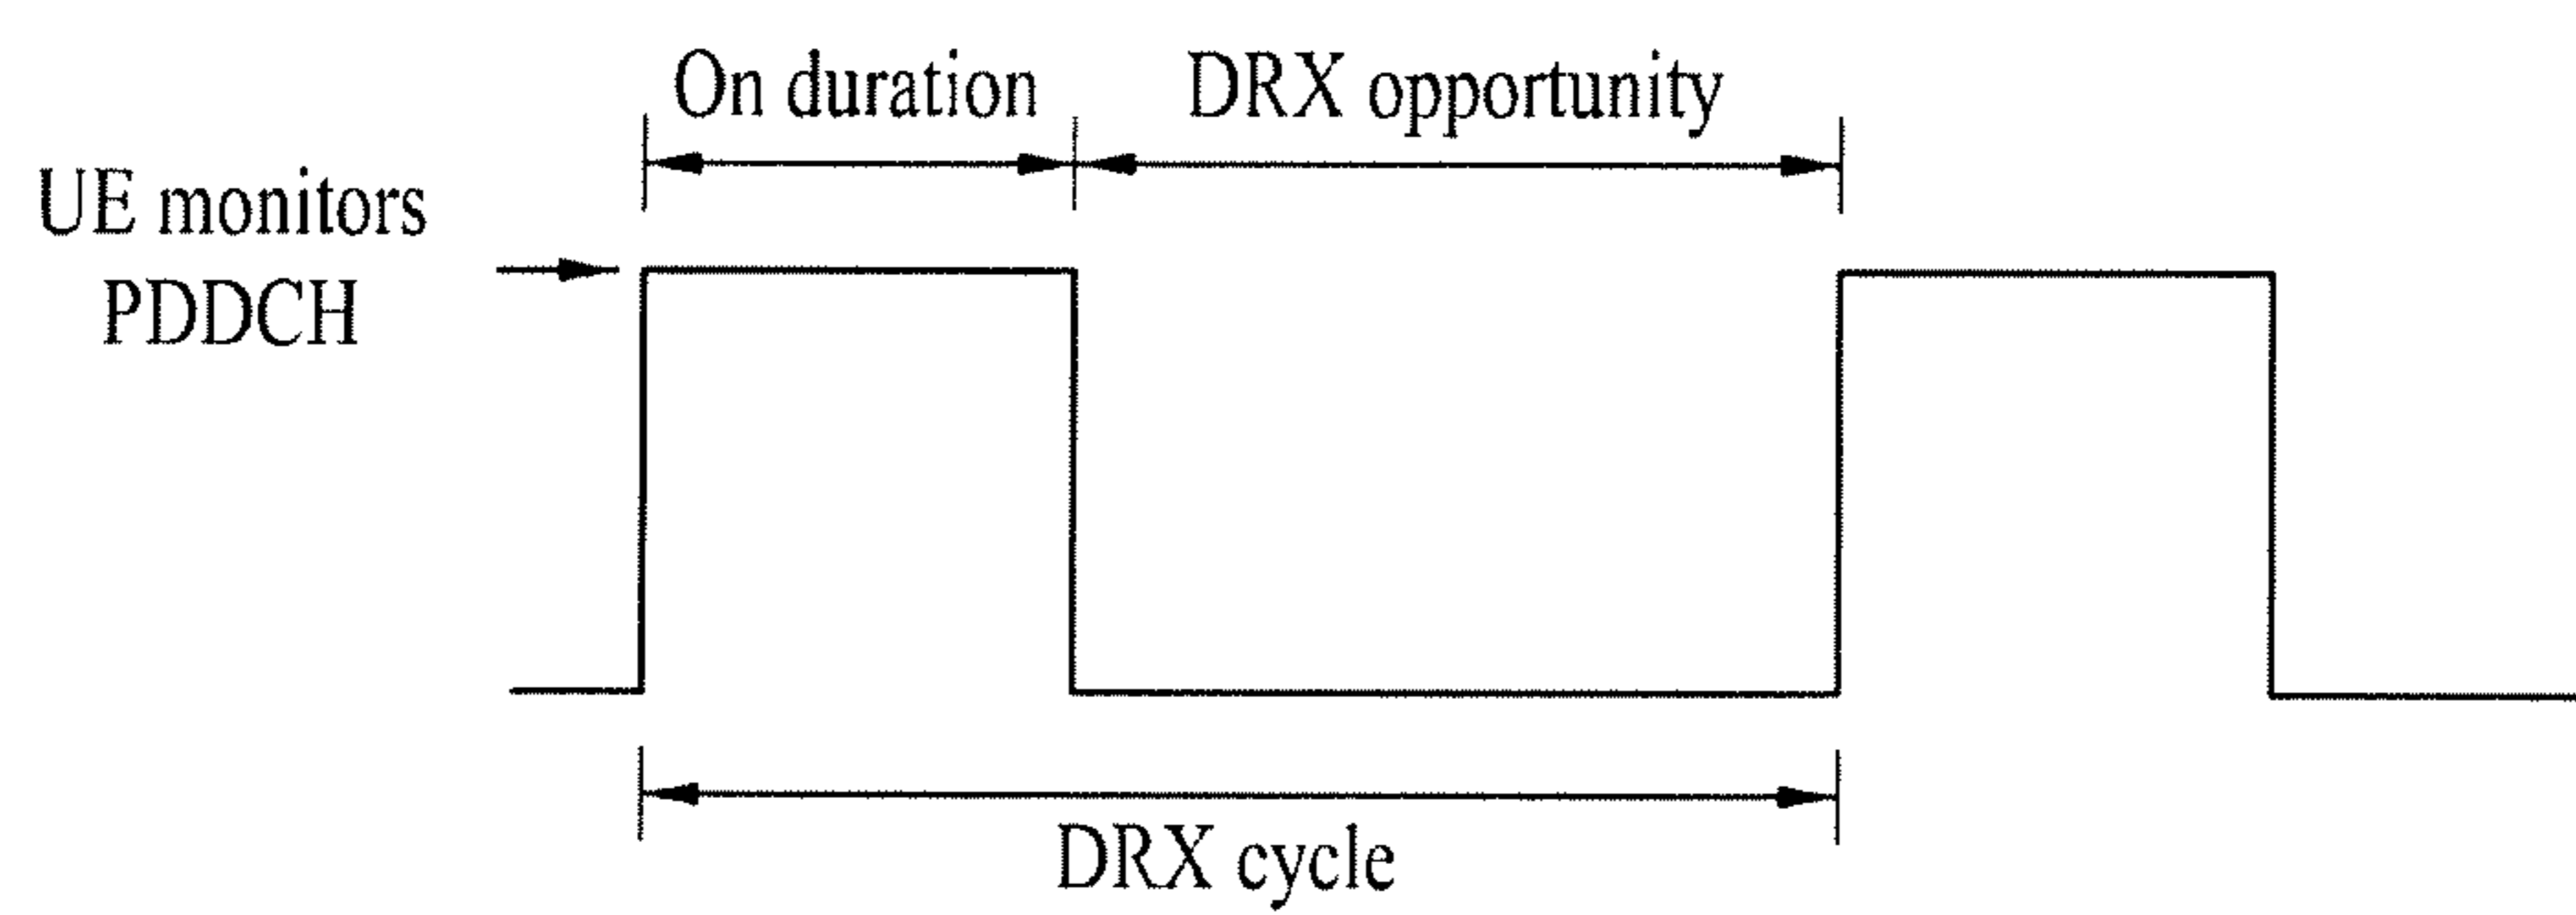 On duration
DRX opportunity
UE monitors
PDDCH
DRX cycle